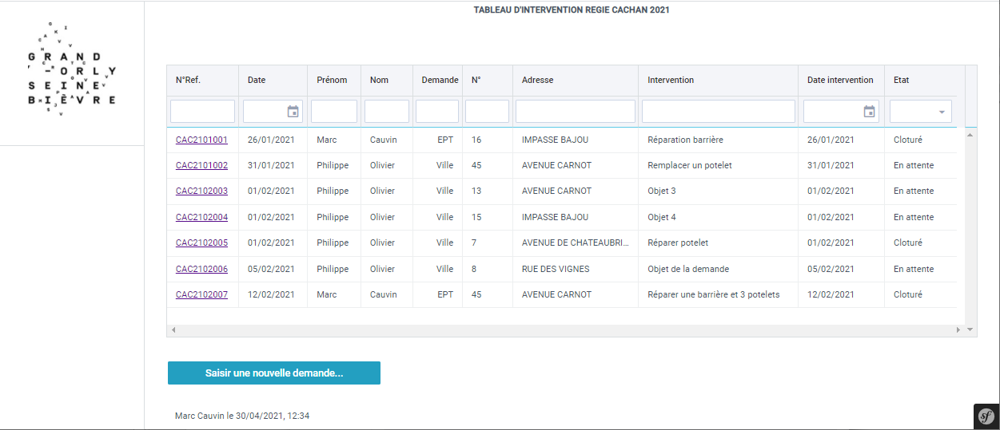 TABLEAU D'INTERVENTION REGIE CACHAN 2021
GRAND
-ORLY
SEINE
BIÈVRE
N°Ref. Date Prénom Nom Demande N° Adresse Intervention Date intervention Etat
CAC2101001 26/01/2021 Marc Cauvin EPT 16 IMPASSE BAJOU Réparation barrière 26/01/2021 Cloturé
CAC2101002 31/01/2021 Philippe Olivier Ville 45 AVENUE CARNOT Remplacer un potelet 31/01/2021 En attente
CAC2102003 01/02/2021 Philippe Olivier Ville 13 AVENUE CARNOT Objet 3 01/02/2021 En attente
CAC2102004 01/02/2021 Philippe Olivier Ville 15 IMPASSE BAJOU Objet 4 01/02/2021 En attente
CAC2102005 01/02/2021 Philippe Olivier Ville 7 AVENUE DE CHATEAUBRI... Réparer potelet 01/02/2021 Cloturé
CAC2102006 05/02/2021 Philippe Olivier Ville 8 RUE DES VIGNES Objet de la demande 05/02/2021 En attente
CAC2102007 12/02/2021 Marc Cauvin EPT 45 AVENUE CARNOT Réparer une barrière et 3 potelets 12/02/2021 Cloturé
Saisir une nouvelle demande...
Marc Cauvin le 30/04/2021, 12:34
sf